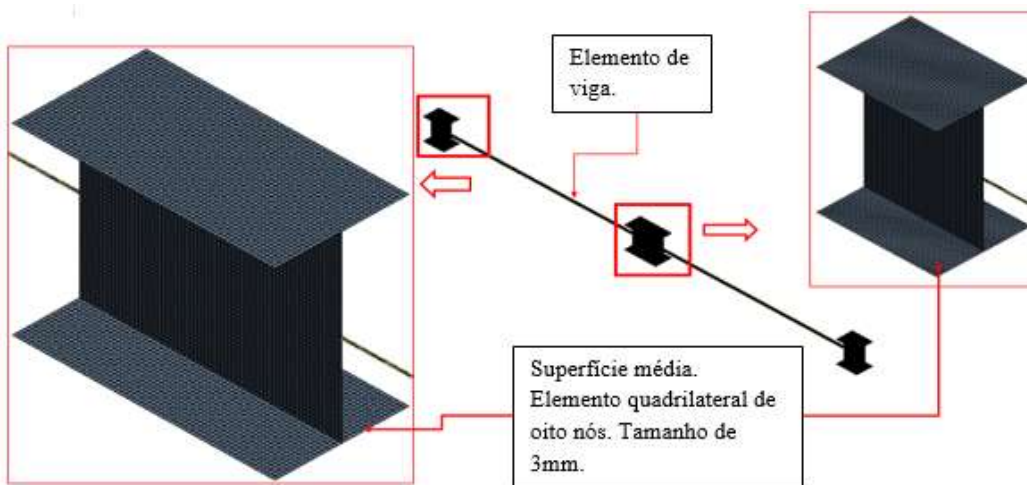 Elemento de
viga.
Superfície média.
Elemento quadrilateral de
oito nós. Tamanho de
3mm.